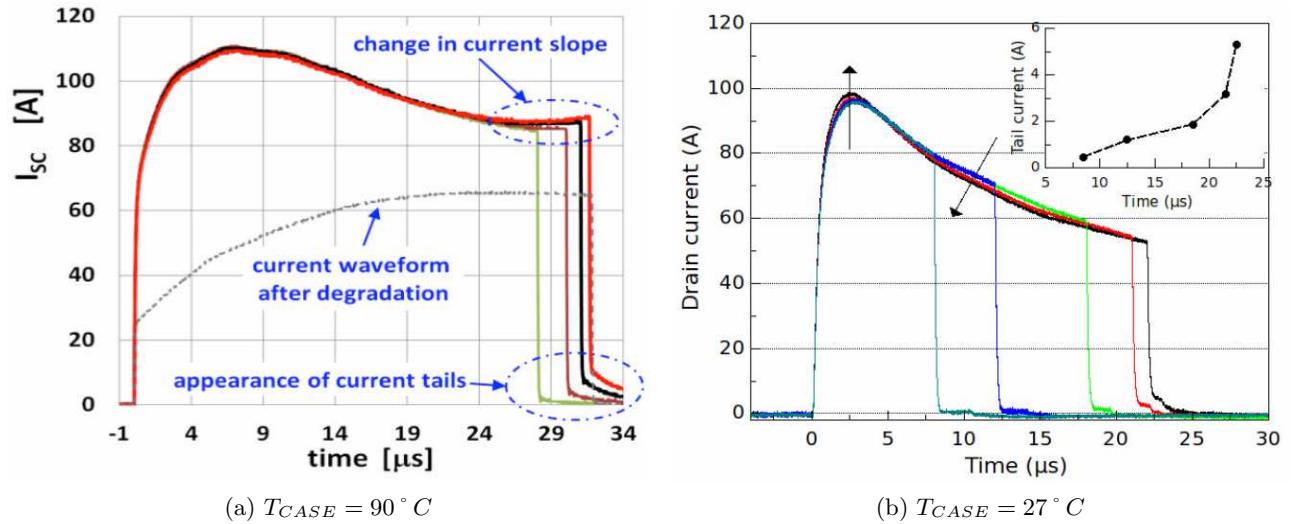 120
100
80
60
40
20
0
I_SC [A]
change in current slope
current waveform
after degradation
appearance of current tails
-1 4 9 14 19 24 29 34
time [µs]
(a) T_CASE = 90 ° C
120
100
80
60
40
20
0
Drain current (A)
6
4
2
0
Tail current (A)
5 10 15 20 25
Time (µs)
0 5 10 15 20 25 30
Time (µs)
(b) T_CASE = 27 ° C